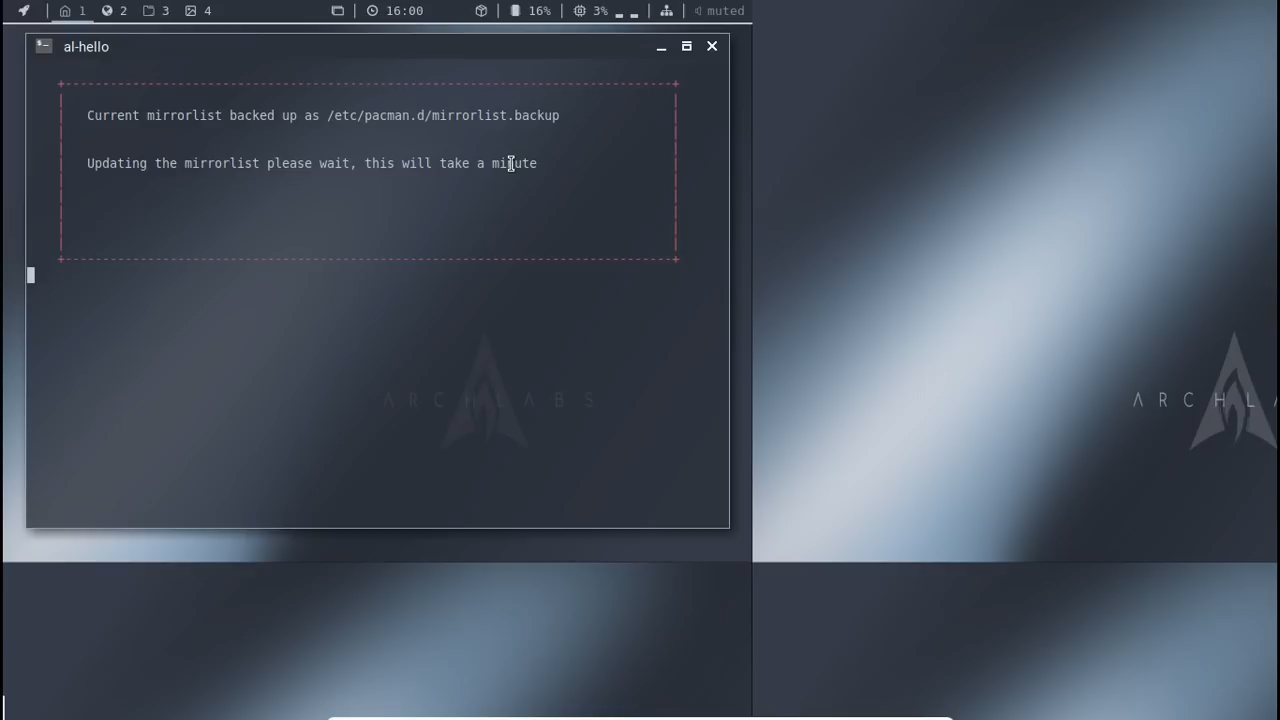 1 2 3 4 16:00 16% 3% muted
al-hello
Current mirrorlist backed up as /etc/pacman.d/mirrorlist.backup
Updating the mirrorlist please wait, this will take a minute
ARCHLABS
ARCHL